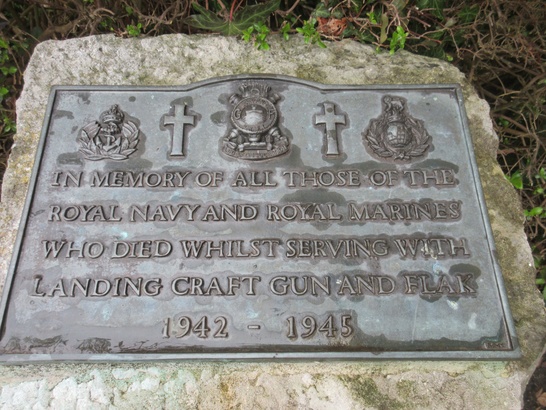 IN MEMORY OF ALL THOSE OF THE
ROYAL NAVY AND ROYAL MARINES
WHO DIED WHILST SERVING WITH
LANDING CRAFT GUN AND FLAK
1942 - 1945